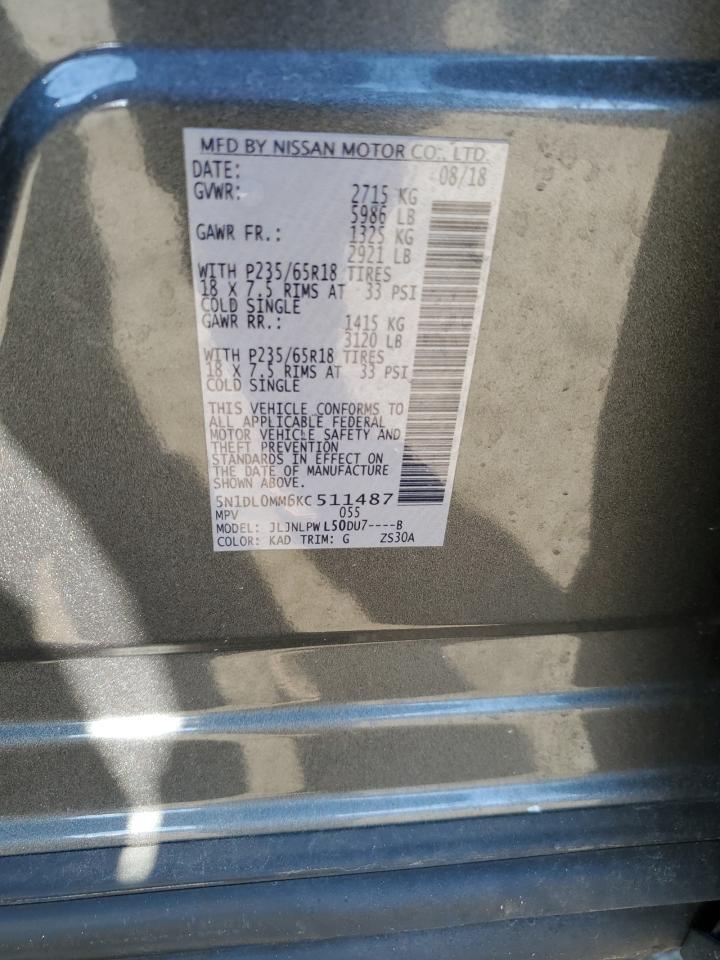 MFD BY NISSAN MOTOR CO., LTD.
DATE: 08/18
GVWR: 2715 KG
5986 LB
GAWR FR.: 1325 KG
2921 LB
WITH P235/65R18 TIRES
18 X 7.5 RIMS AT 33 PSI
COLD SINGLE
GAWR RR.: 1415 KG
3120 LB
WITH P235/65R18 TIRES
18 X 7.5 RIMS AT 33 PSI
COLD SINGLE
THIS VEHICLE CONFORMS TO
ALL APPLICABLE FEDERAL
MOTOR VEHICLE SAFETY AND
THEFT PREVENTION
STANDARDS IN EFFECT ON
THE DATE OF MANUFACTURE
SHOWN ABOVE.
5N1DL0MM6KC511487
MPV 055
MODEL: JLJNLPWL50DU7----B
COLOR: KAD TRIM: G ZS30A